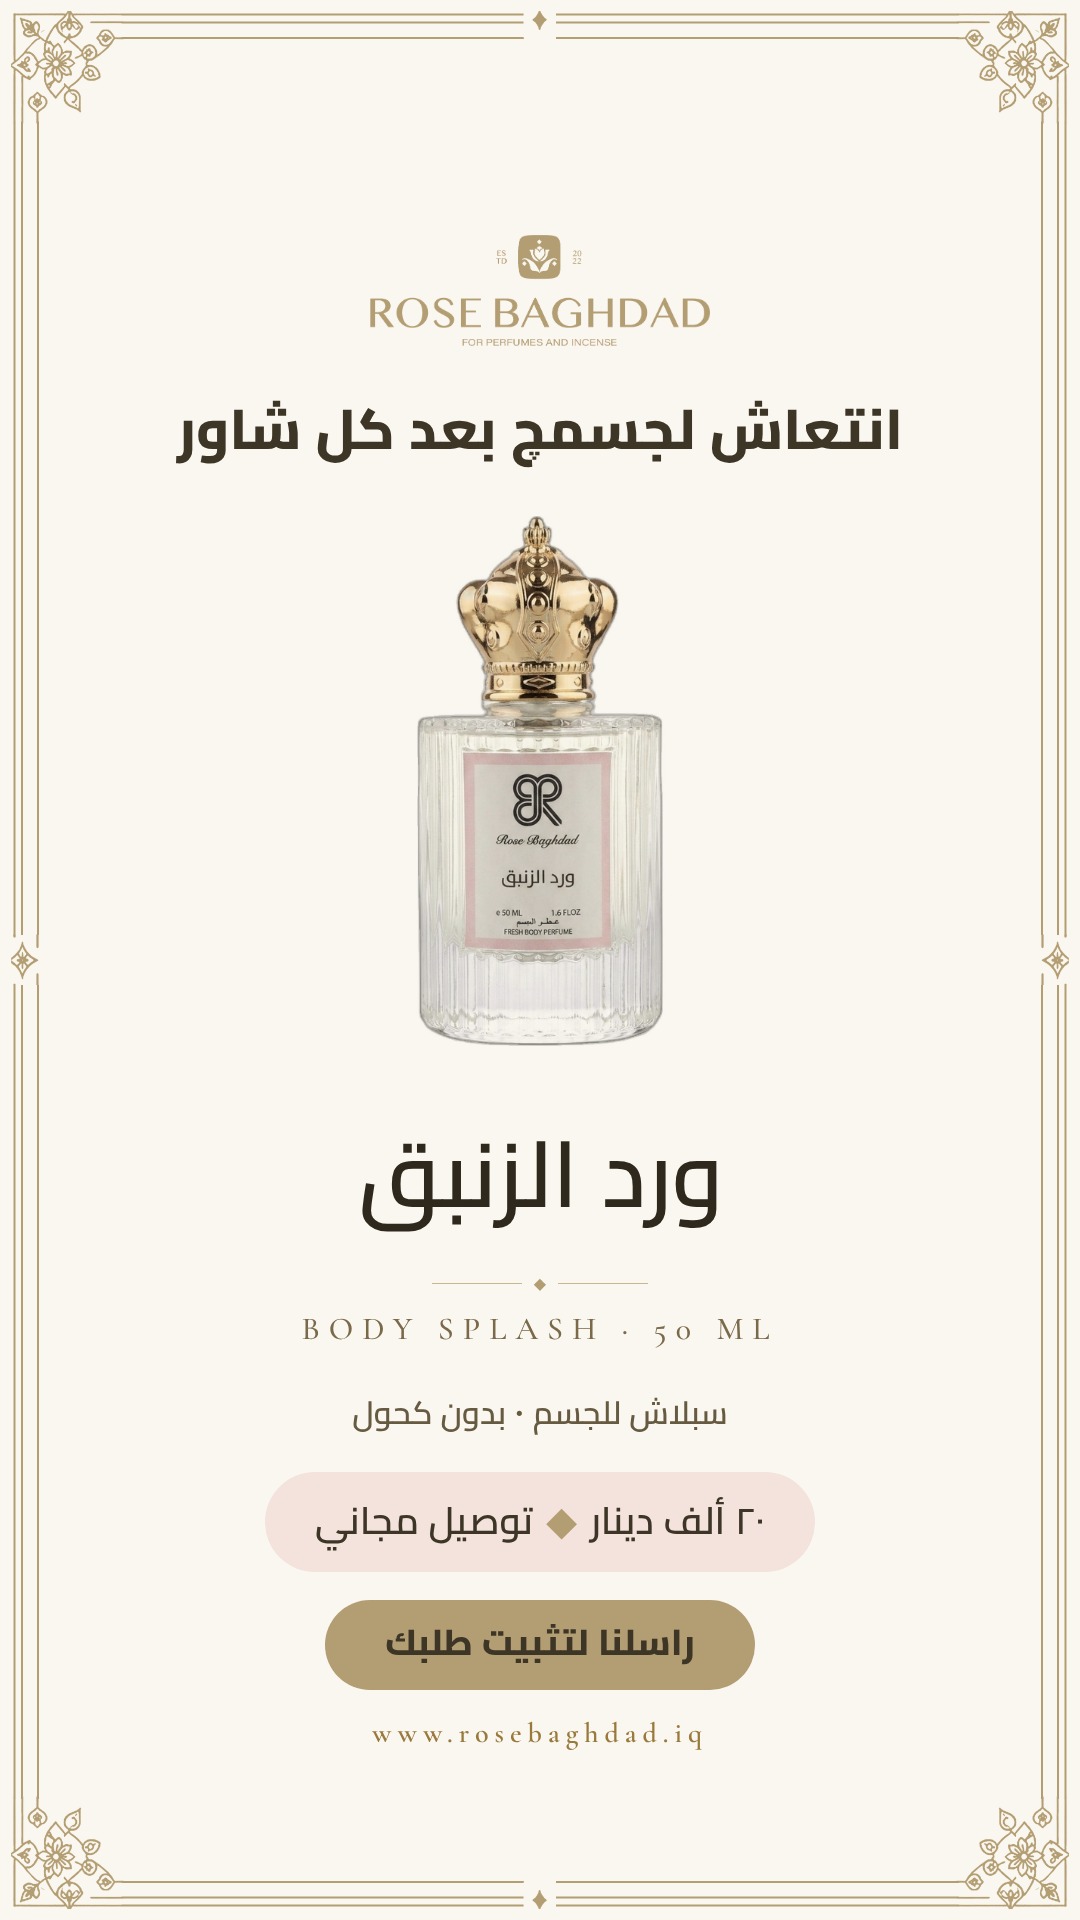 ES
TD
20
22
ROSE BAGHDAD
FOR PERFUMES AND INCENSE
انتعاش لجسمچ بعد كل شاور
BR
Rose Baghdad
ورد الزنبق
e 50 ML 1.6 FLOZ
عطر الجسم
FRESH BODY PERFUME
ورد الزنبق
BODY SPLASH · 50 ML
سبلاش للجسم • بدون كحول
٢٠ ألف دينار ◆ توصيل مجاني
راسلنا لتثبيت طلبك
www.rosebaghdad.iq